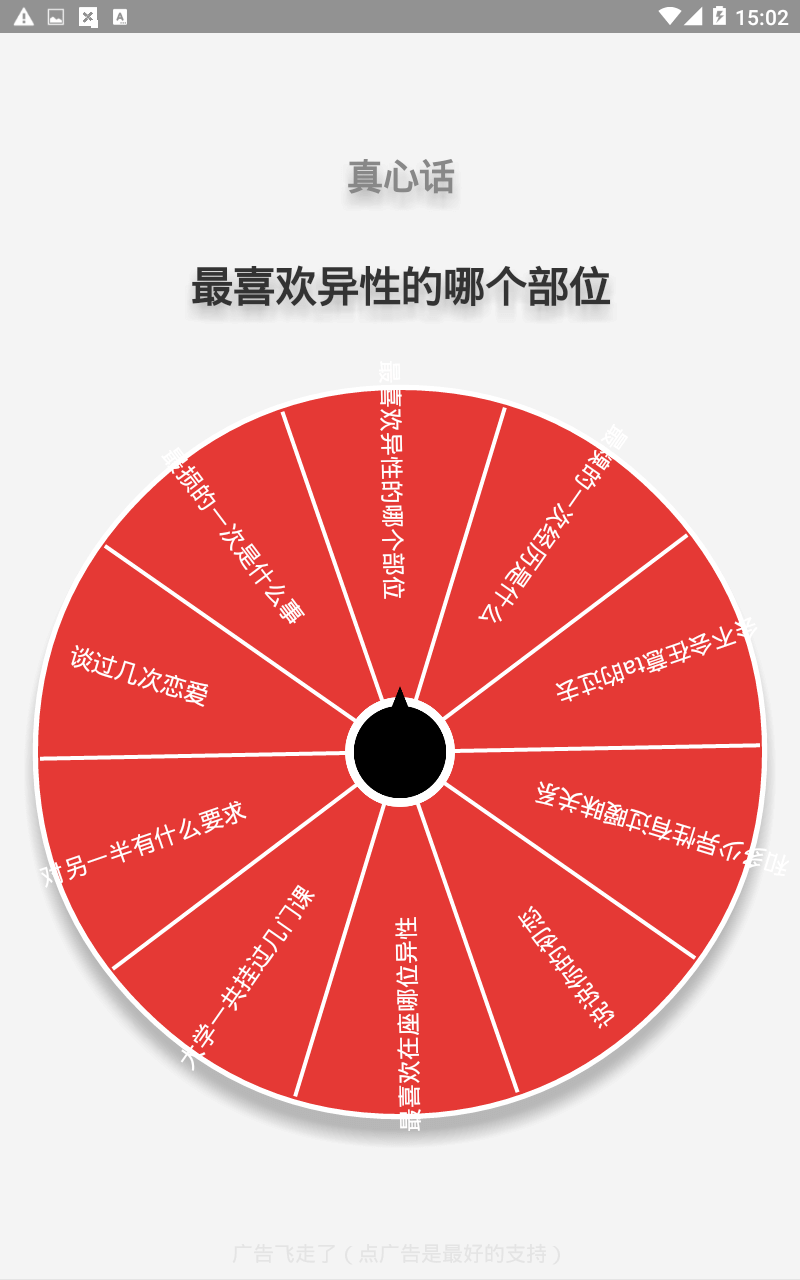 15:02
真心话
最喜欢异性的哪个部位
最喜欢异性的哪个部位
最嗨的一次经历是什么
会不会在意ta的过去
和多少异性有过暧昧关系
说说你的初恋
最喜欢在座哪位异性
大学一共挂过几门课
对另一半有什么要求
谈过几次恋爱
最损的一次是什么事
广告飞走了（点广告是最好的支持）